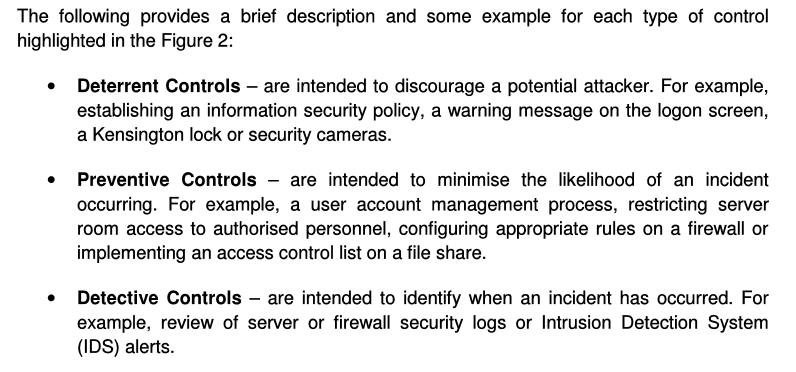 The following provides a brief description and some example for each type of control
highlighted in the Figure 2:
• Deterrent Controls – are intended to discourage a potential attacker. For example,
establishing an information security policy, a warning message on the logon screen,
a Kensington lock or security cameras.
• Preventive Controls – are intended to minimise the likelihood of an incident
occurring. For example, a user account management process, restricting server
room access to authorised personnel, configuring appropriate rules on a firewall or
implementing an access control list on a file share.
• Detective Controls – are intended to identify when an incident has occurred. For
example, review of server or firewall security logs or Intrusion Detection System
(IDS) alerts.